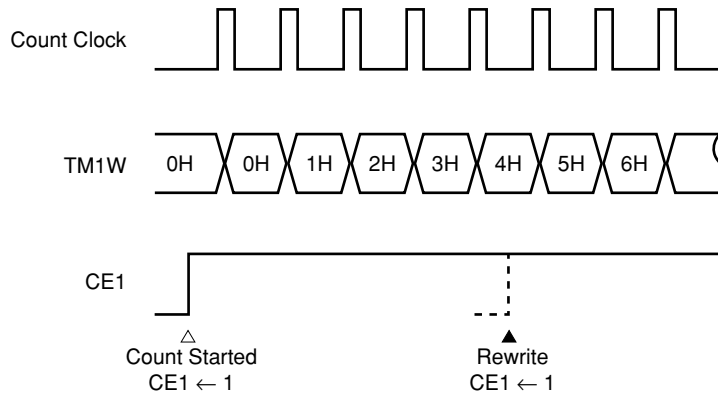 Count Clock
TM1W 0H 0H 1H 2H 3H 4H 5H 6H
CE1
△ ▲
Count Started Rewrite
CE1 ← 1 CE1 ← 1